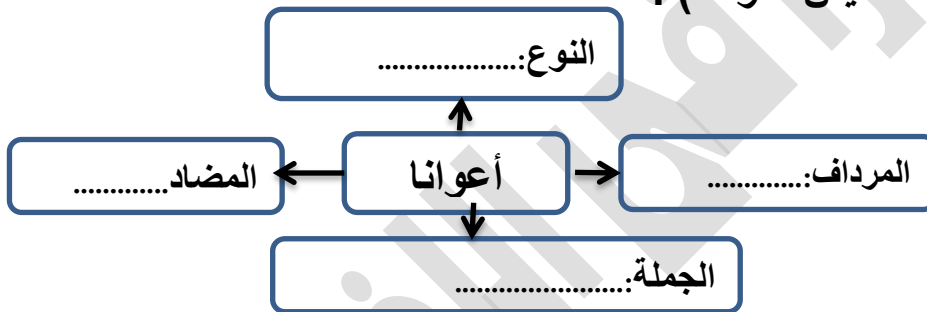 النوع:...................
المرداف:.............
أعوانا
المضاد.............
الجملة:.......................